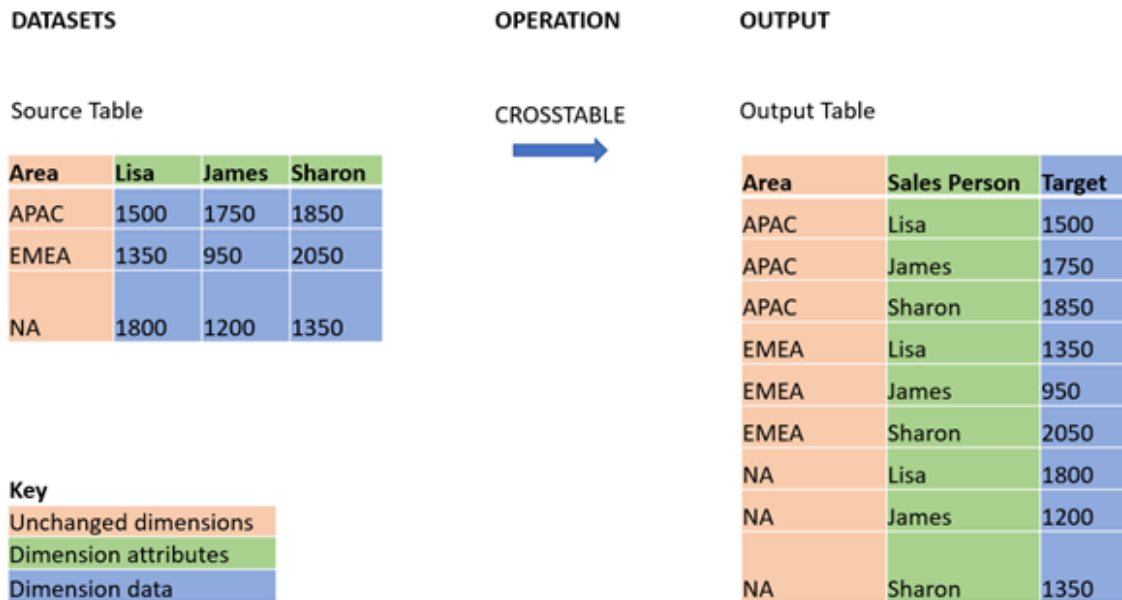 DATASETS OPERATION OUTPUT
Source Table CROSSTABLE Output Table
Area Lisa James Sharon
APAC 1500 1750 1850
EMEA 1350 950 2050
NA 1800 1200 1350
Key
Unchanged dimensions
Dimension attributes
Dimension data
Area Sales Person Target
APAC Lisa 1500
APAC James 1750
APAC Sharon 1850
EMEA Lisa 1350
EMEA James 950
EMEA Sharon 2050
NA Lisa 1800
NA James 1200
NA Sharon 1350